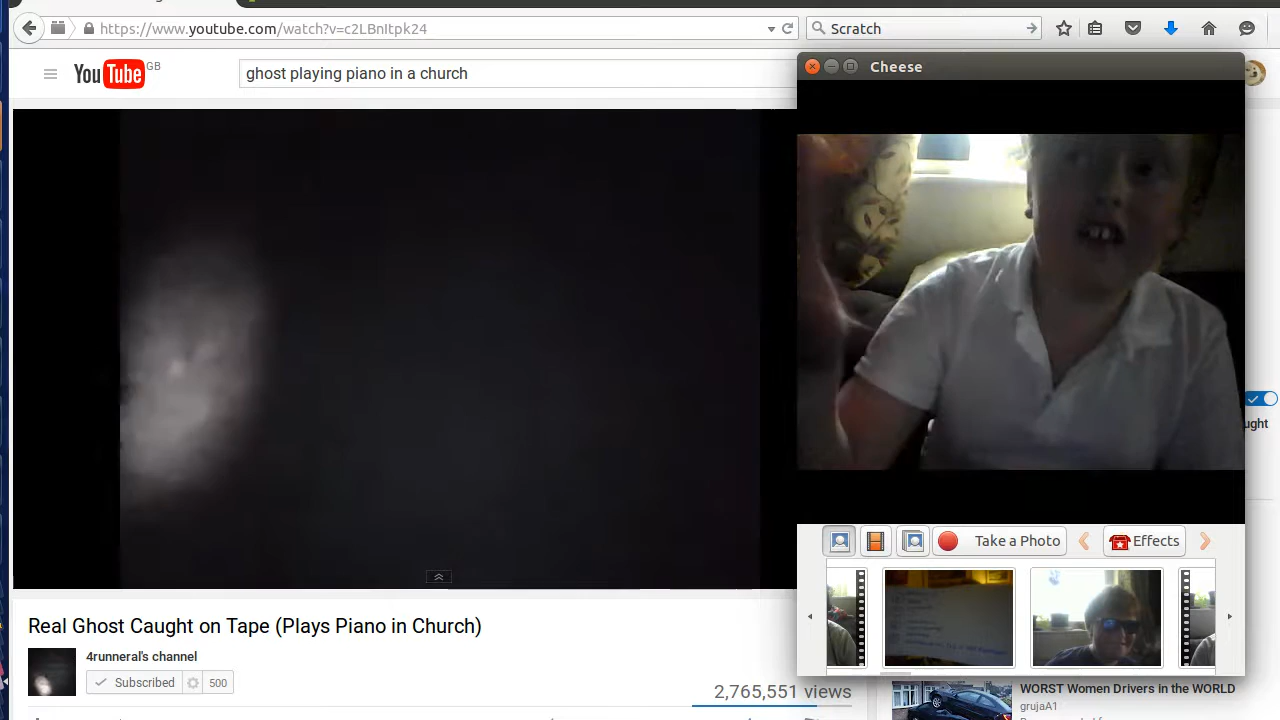 https://www.youtube.com/watch?v=c2LBnItpk24
Scratch
YouTube GB
ghost playing piano in a church
Cheese
ught
Take a Photo
Effects
Real Ghost Caught on Tape (Plays Piano in Church)
4runneral's channel
Subscribed
500
2,765,551 views
WORST Women Drivers in the WORLD
grujaA1